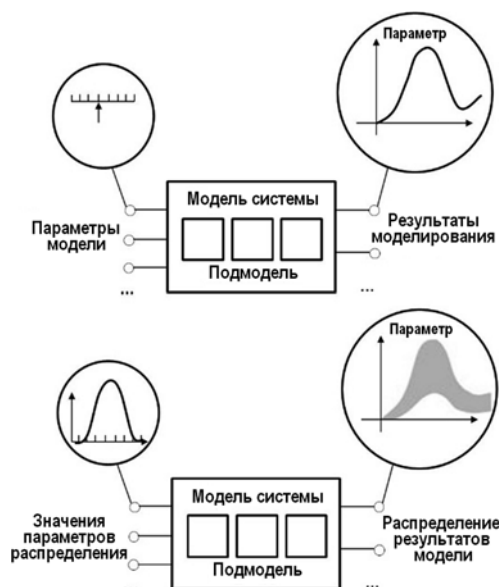 Параметр
Модель системы
Параметры
модели
Результаты
моделирования
Подмодель
...
...
Параметр
Модель системы
Значения
параметров
распределения
Распределение
результатов
модели
Подмодель
...
...